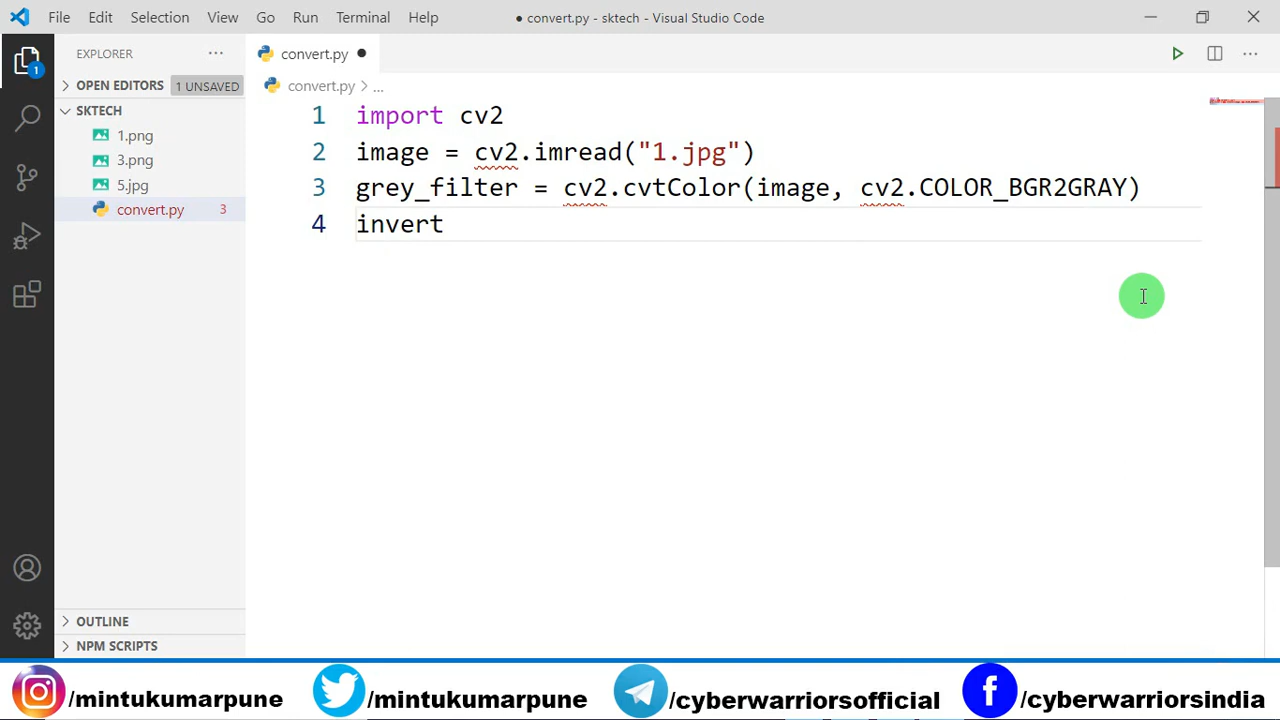 File Edit Selection View Go Run Terminal Help ● convert.py - sktech - Visual Studio Code
EXPLORER ...
convert.py ●
OPEN EDITORS 1 UNSAVED
convert.py > ...
SKTECH
1.png
3.png
5.jpg
convert.py 3
1 import cv2
2 image = cv2.imread("1.jpg")
3 grey_filter = cv2.cvtColor(image, cv2.COLOR_BGR2GRAY)
4 invert
1
OUTLINE
NPM SCRIPTS
/mintukumarpune /mintukumarpune /cyberwarriorsofficial /cyberwarriorsindia